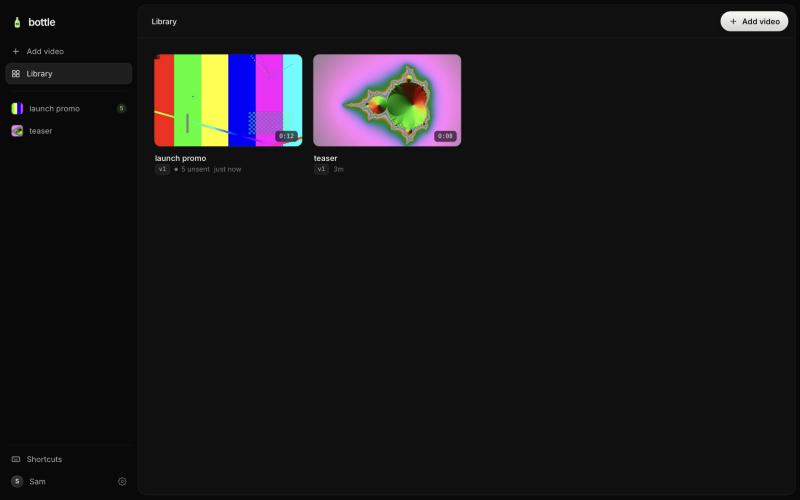 bottle
Add video
Library
launch promo
5
teaser
Shortcuts
S
Sam
Library
Add video
0:12
launch promo
v1
5 unsent
just now
0:08
teaser
v1
3m